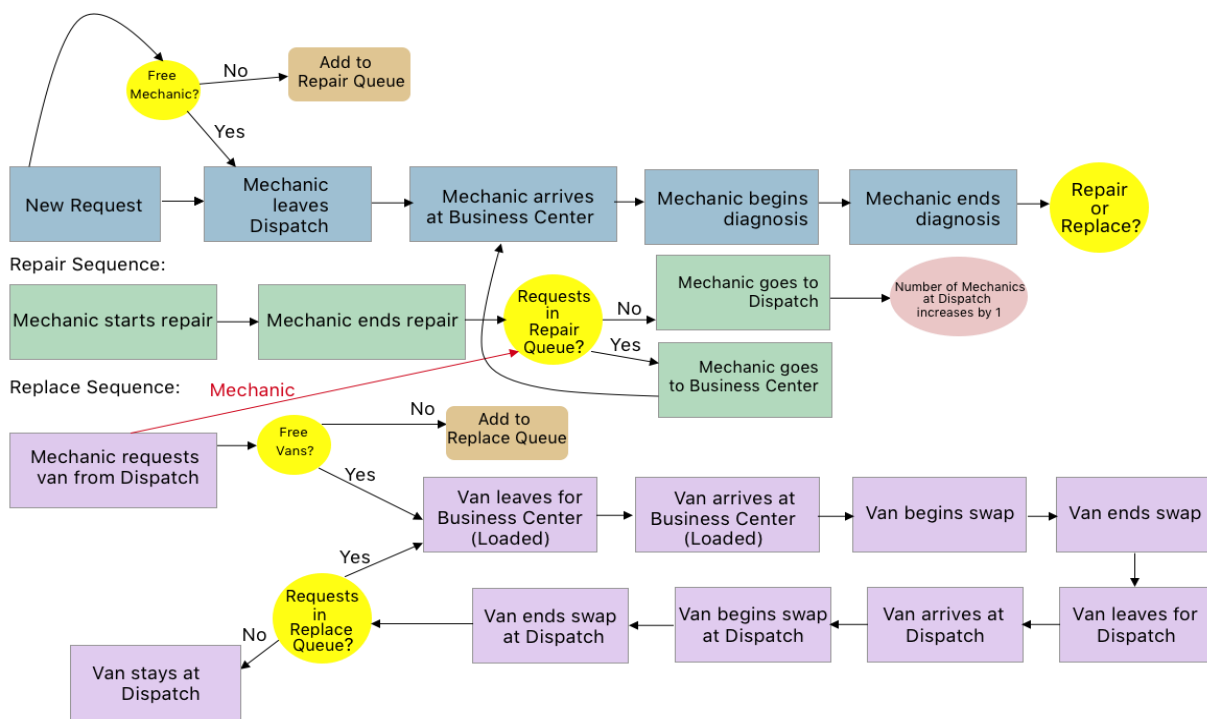 Free
Mechanic?
No
Add to
Repair Queue
Yes
New Request
Mechanic
leaves
Dispatch
Mechanic arrives
at Business Center
Mechanic begins
diagnosis
Mechanic ends
diagnosis
Repair
or
Replace?
Repair Sequence:
Mechanic starts repair
Mechanic ends repair
Requests
in
Repair
Queue?
No
Mechanic goes to
Dispatch
Number of Mechanics
at Dispatch
increases by 1
Yes
Mechanic goes
to Business Center
Replace Sequence:
Mechanic
Mechanic requests
van from Dispatch
Free
Vans?
No
Add to
Replace Queue
Yes
Van leaves for
Business Center
(Loaded)
Van arrives at
Business Center
(Loaded)
Van begins swap
Van ends swap
Yes
Requests
in
Replace
Queue?
No
Van stays at
Dispatch
Van ends swap
at Dispatch
Van begins swap
at Dispatch
Van arrives at
Dispatch
Van leaves for
Dispatch